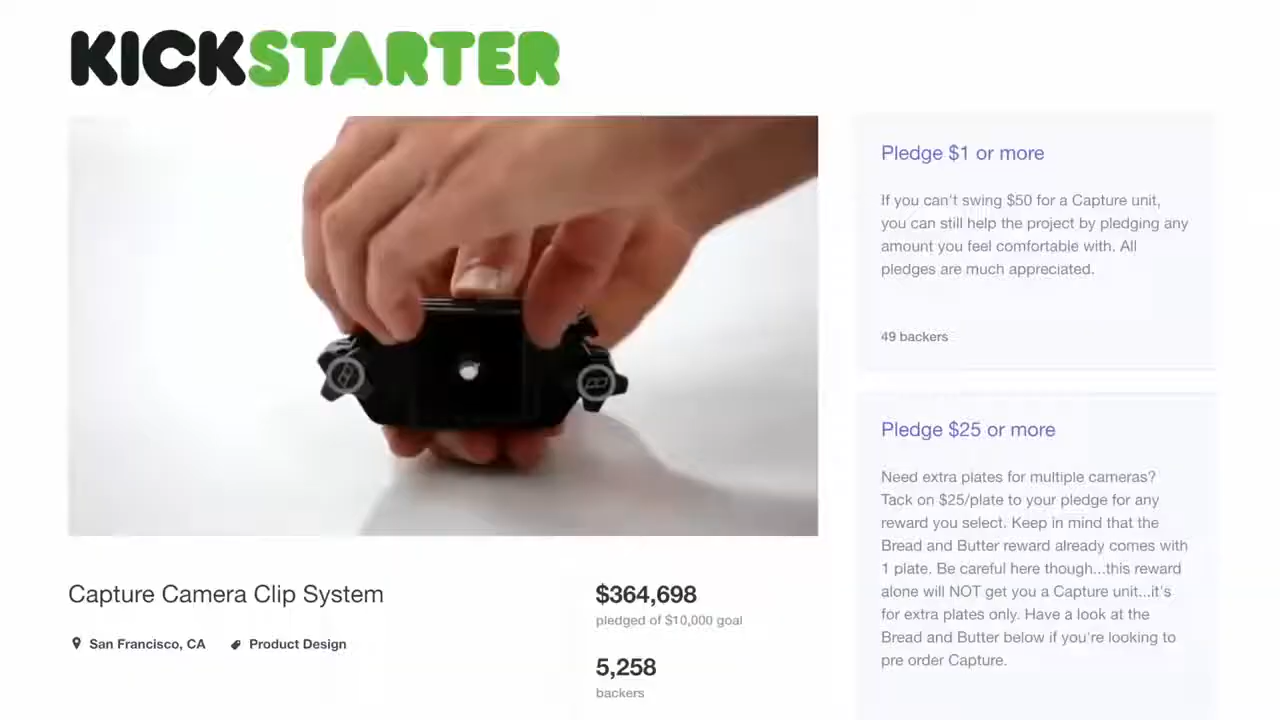 KICKSTARTER
Capture Camera Clip System
San Francisco, CA
Product Design
$364,698
pledged of $10,000 goal
5,258
backers
Pledge $1 or more
If you can't swing $50 for a Capture unit,
you can still help the project by pledging any
amount you feel comfortable with. All
pledges are much appreciated.
49 backers
Pledge $25 or more
Need extra plates for multiple cameras?
Tack on $25/plate to your pledge for any
reward you select. Keep in mind that the
Bread and Butter reward already comes with
1 plate. Be careful here though...this reward
alone will NOT get you a Capture unit...it's
for extra plates only. Have a look at the
Bread and Butter below if you're looking to
pre order Capture.